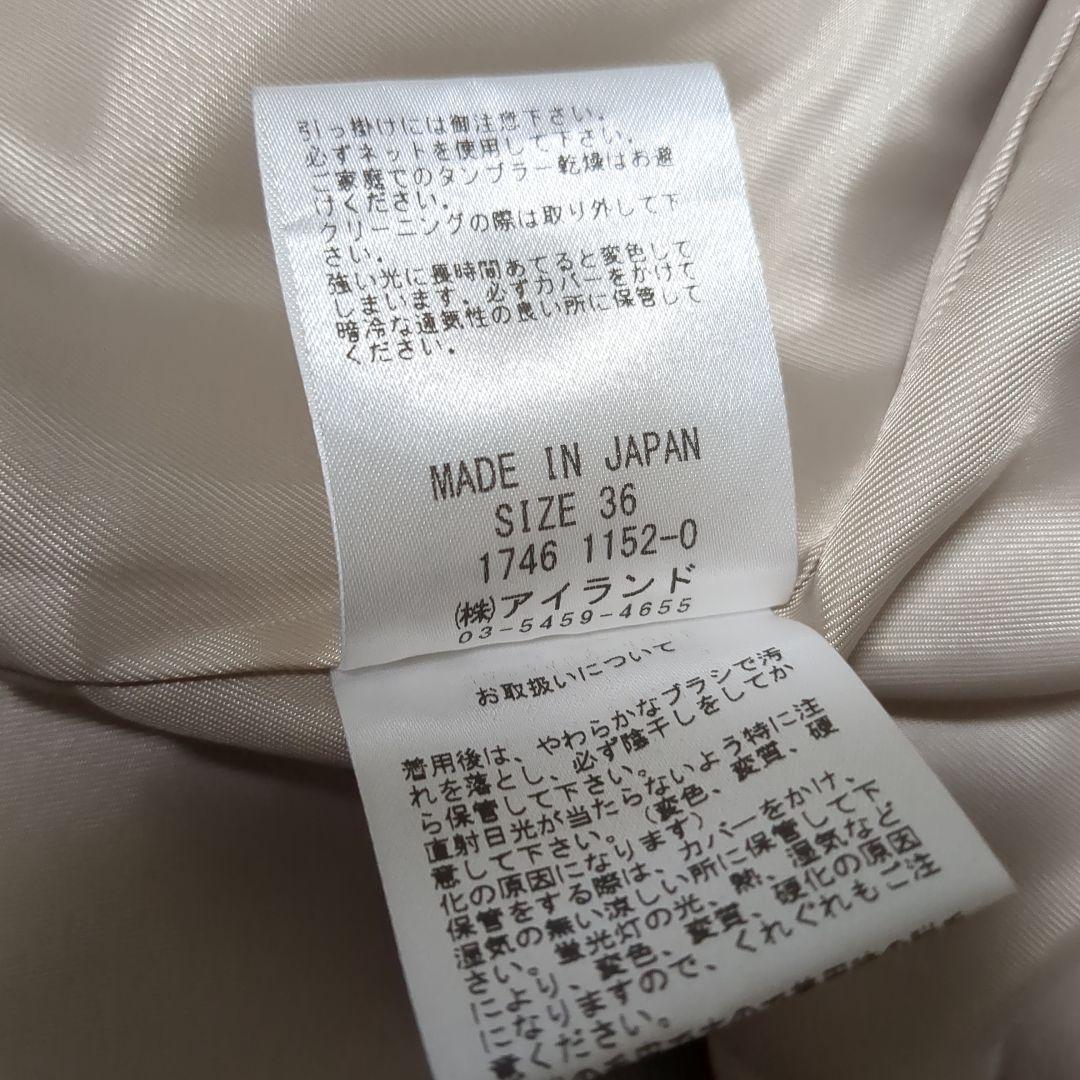 引っ掛けには御注意下さい。
必ずネットを使用して下さい。
ご家庭でのタンブラー乾燥はお避
けください。
クリーニングの際は取り外して下
さい。
強い光に長時間あてると変色して
しまいます。必ずカバーをかけて
暗冷な通気性の良い所に保管して
ください。
MADE IN JAPAN
SIZE 36
1746 1152-0
㈱アイランド
03-5459-4655
お取扱いについて
着用後は、やわらかなブラシで汚
れを落とし、必ず陰干しをしてか
ら保管して下さい。
直射日光が当たらないよう特に注
意して下さい。(変色、変質、硬
化の原因になります)
保管をする際は、カバーをかけ、
湿気の無い涼しい所に保管して下
さい。蛍光灯の光、熱、湿気など
により、変色、変質、硬化の原因
になりますので、くれぐれもご注
意ください。